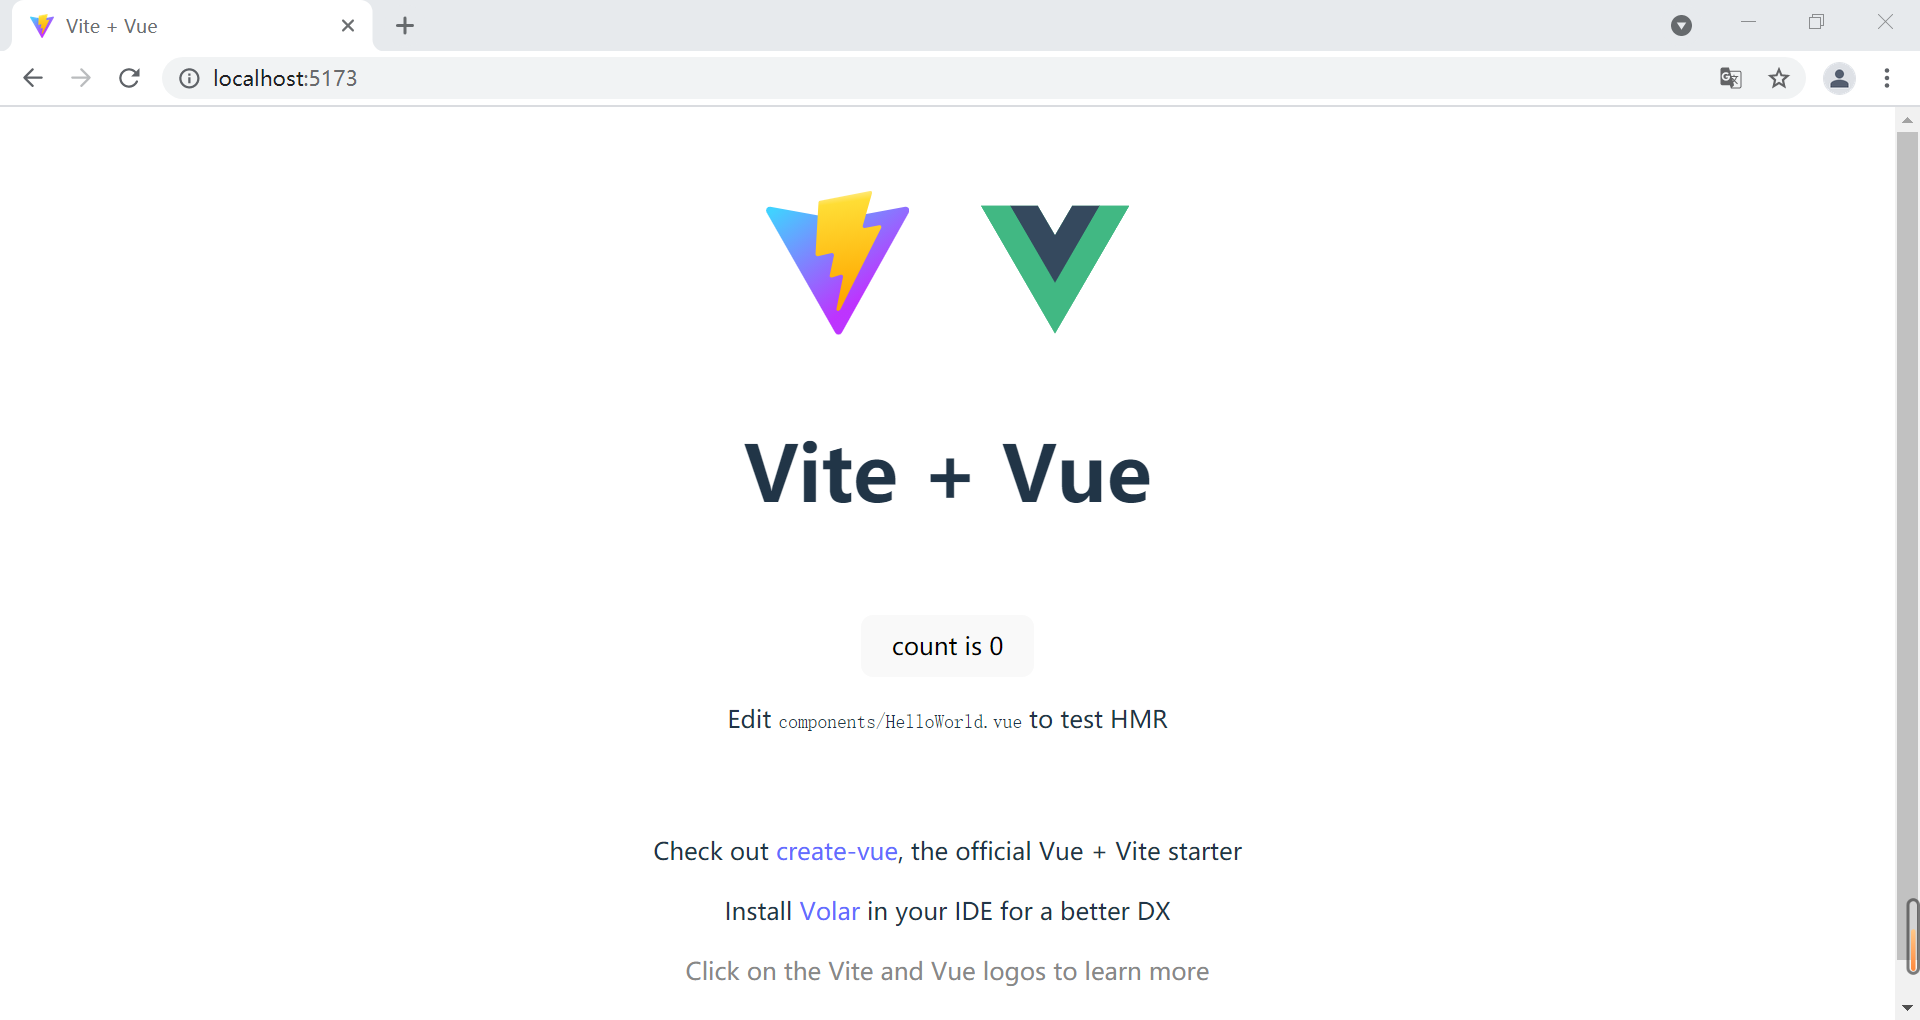 Vite + Vue
localhost:5173
Vite + Vue
count is 0
Edit components/HelloWorld.vue to test HMR
Check out create-vue, the official Vue + Vite starter
Install Volar in your IDE for a better DX
Click on the Vite and Vue logos to learn more